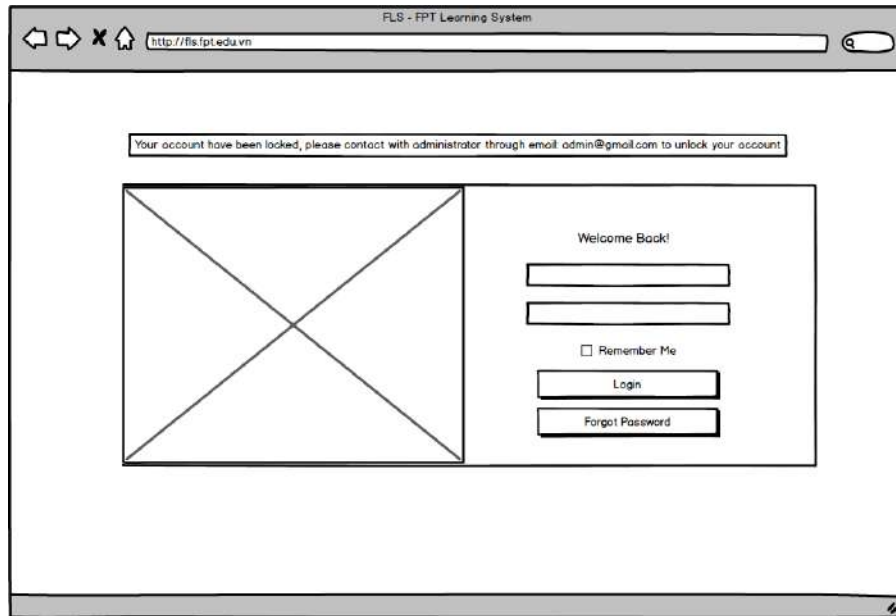 FLS - FPT Learning System
http://fls.fpt.edu.vn
Your account have been locked, please contact with administrator through email: admin@gmail.com to unlock your account
Welcome Back!
Remember Me
Login
Forgot Password